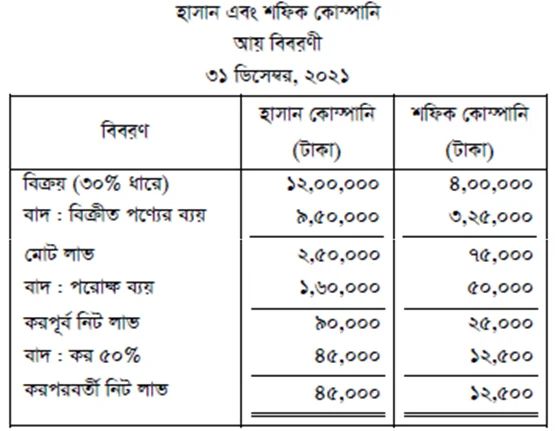 হাসান এবং শফিক কোম্পানি
আয় বিবরণী
৩১ ডিসেম্বর, ২০২১
বিবরণ হাসান কোম্পানি (টাকা) শফিক কোম্পানি (টাকা)
বিক্রয় (৩০% ধারে) ১২,০০,০০০ ৪,০০,০০০
বাদ : বিক্রীত পণ্যের ব্যয় ৯,৫০,০০০ ৩,২৫,০০০
মোট লাভ ২,৫০,০০০ ৭৫,০০০
বাদ : পরোক্ষ ব্যয় ১,৬০,০০০ ৫০,০০০
করপূর্ব নিট লাভ ৯০,০০০ ২৫,০০০
বাদ : কর ৫০% ৪৫,০০০ ১২,৫০০
করপরবর্তী নিট লাভ ৪৫,০০০ ১২,৫০০